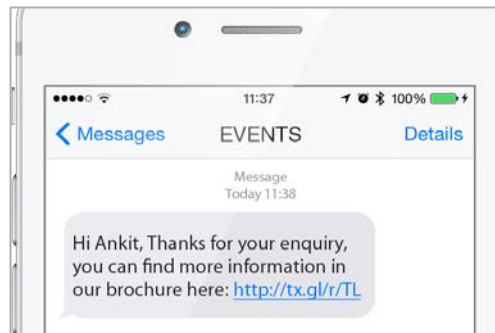 11:37
100%
Messages
EVENTS
Details
Message
Today 11:38
Hi Ankit, Thanks for your enquiry,
you can find more information in
our brochure here: http://tx.gl/r/TL